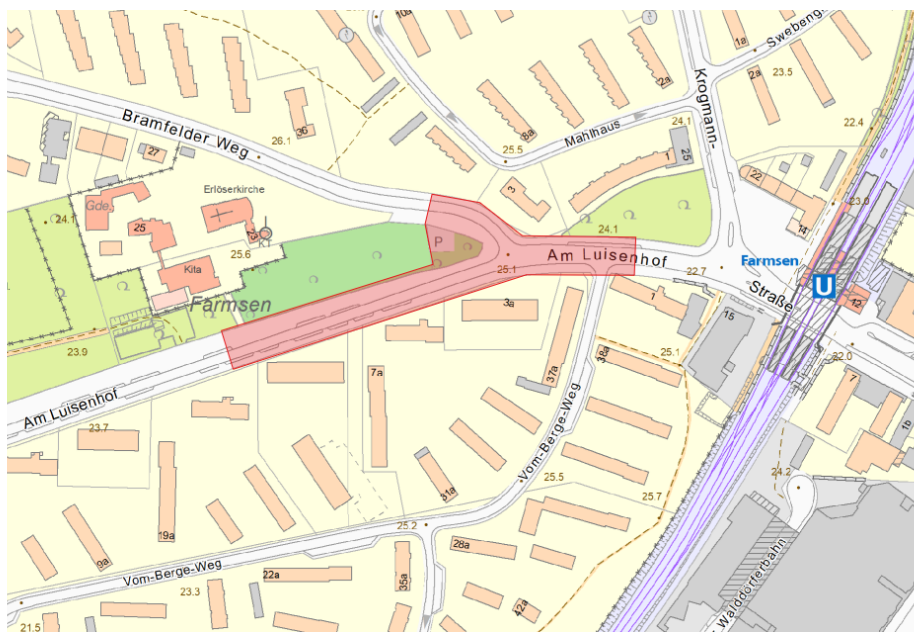 10a
1a
Swebeng
2a
23.5
2a
Krogmann-
22.4
Bramfelder Weg
36
26.1
8a
Mahlhaus
24.1
25.5
1
25
27
Erlöserkirche
3
22
23.0
Gde.
24.1
25
23
25.6
K
P
24.1
14
Kita
25.1
Am Luisenhof
22.7
Farmsen
U
-Straße
Farmsen
3a
1
15
12
23.9
38a
25.1
22.0
Am Luisenhof
7a
37a
7
23.7
1b
Vom-Berge-Weg
24.2
19a
31a
25.5
25.7
9a
25.2
28a
Vom-Berge-Weg
22a
35a
23.3
42a
Walddörferbahn
21.5